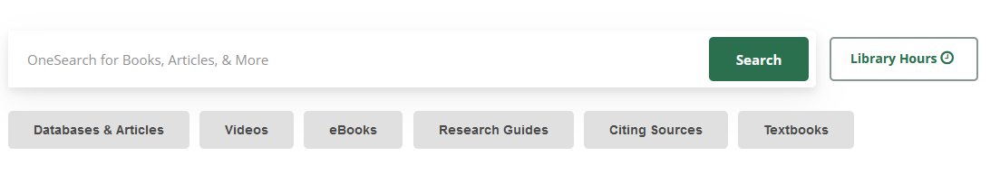 OneSearch for Books, Articles, & More Search Library Hours
Databases & Articles Videos eBooks Research Guides Citing Sources Textbooks